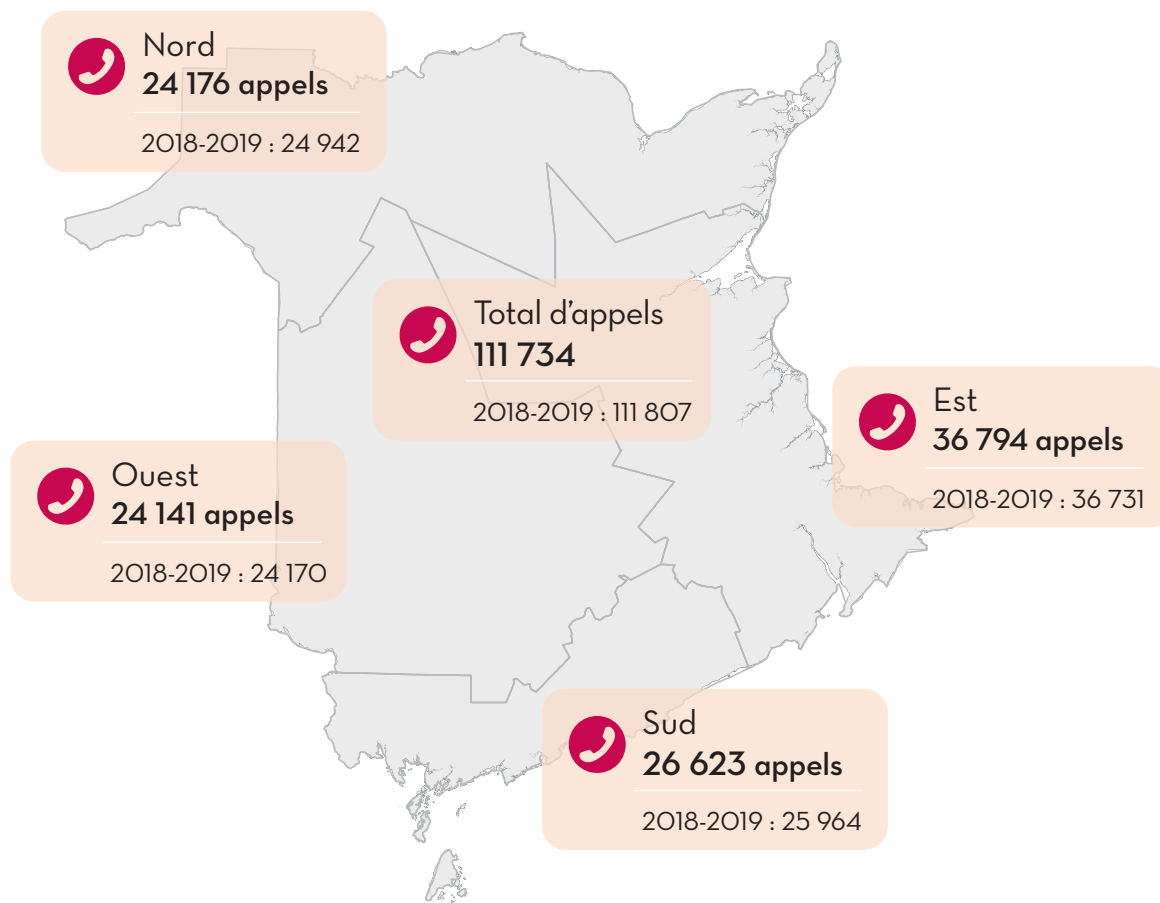 Nord
24 176 appels
2018-2019 : 24 942
Total d'appels
111 734
2018-2019 : 111 807
Est
36 794 appels
2018-2019 : 36 731
Ouest
24 141 appels
2018-2019 : 24 170
Sud
26 623 appels
2018-2019 : 25 964